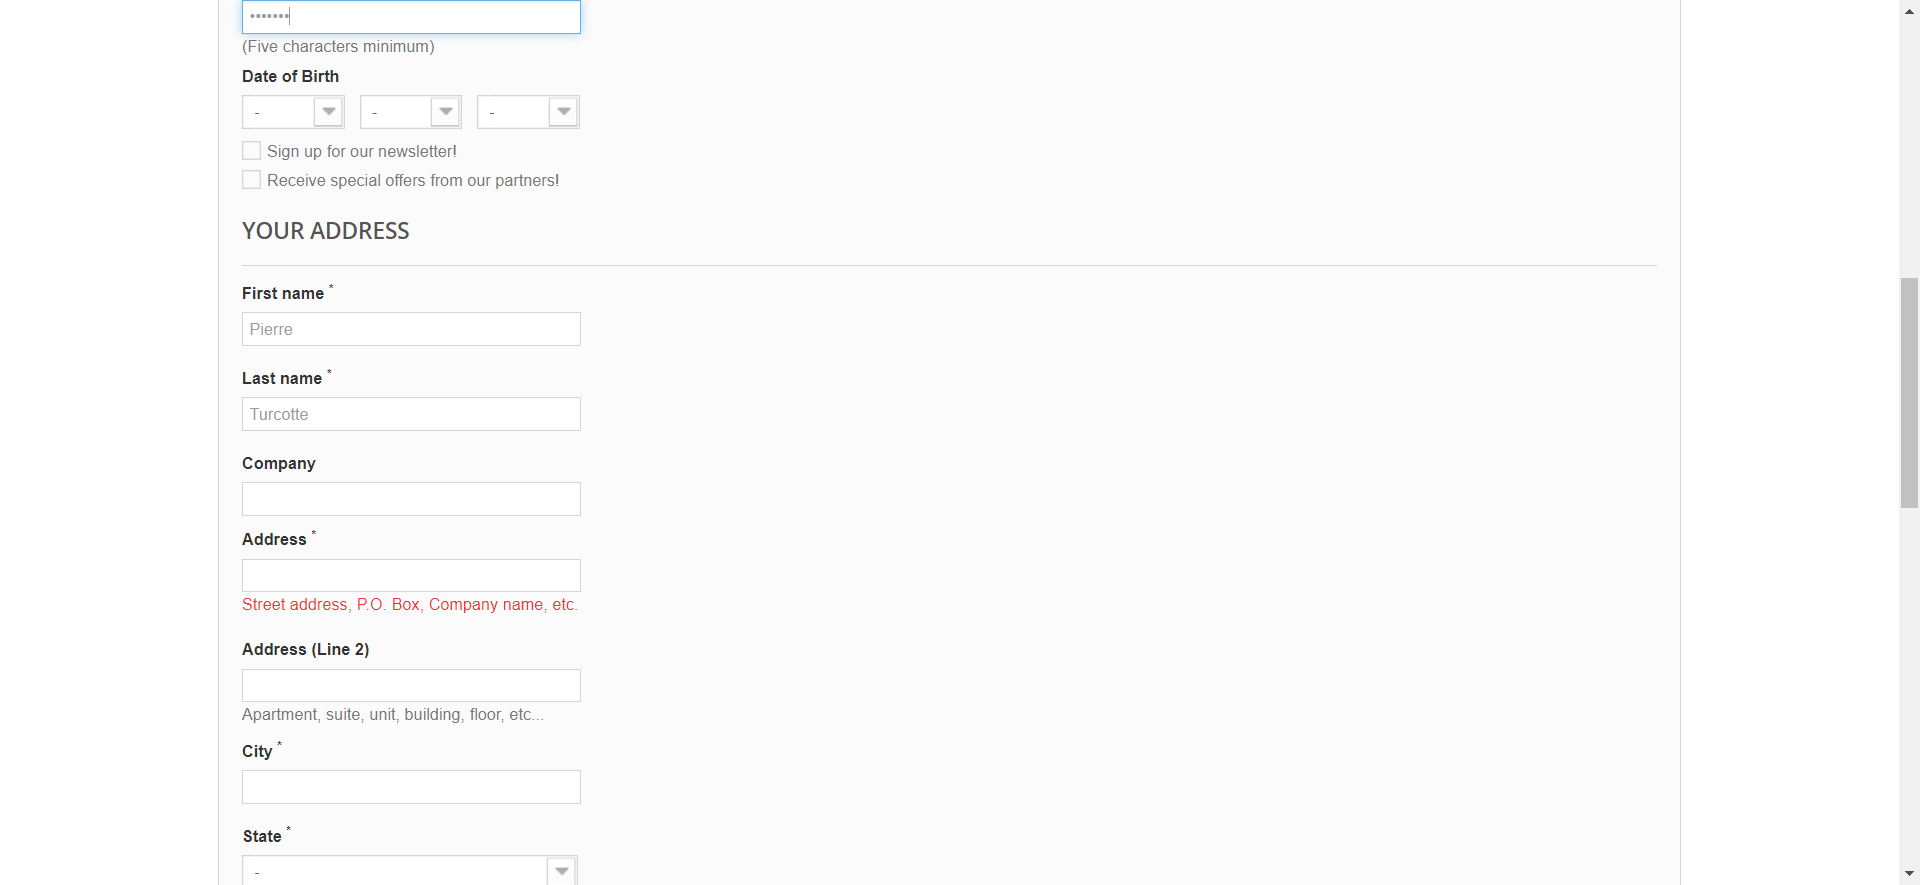 •••••••
(Five characters minimum)
Date of Birth
- - -
Sign up for our newsletter!
Receive special offers from our partners!
YOUR ADDRESS
First name *
Pierre
Last name *
Turcotte
Company
Address *
Street address, P.O. Box, Company name, etc.
Address (Line 2)
Apartment, suite, unit, building, floor, etc...
City *
State *
-